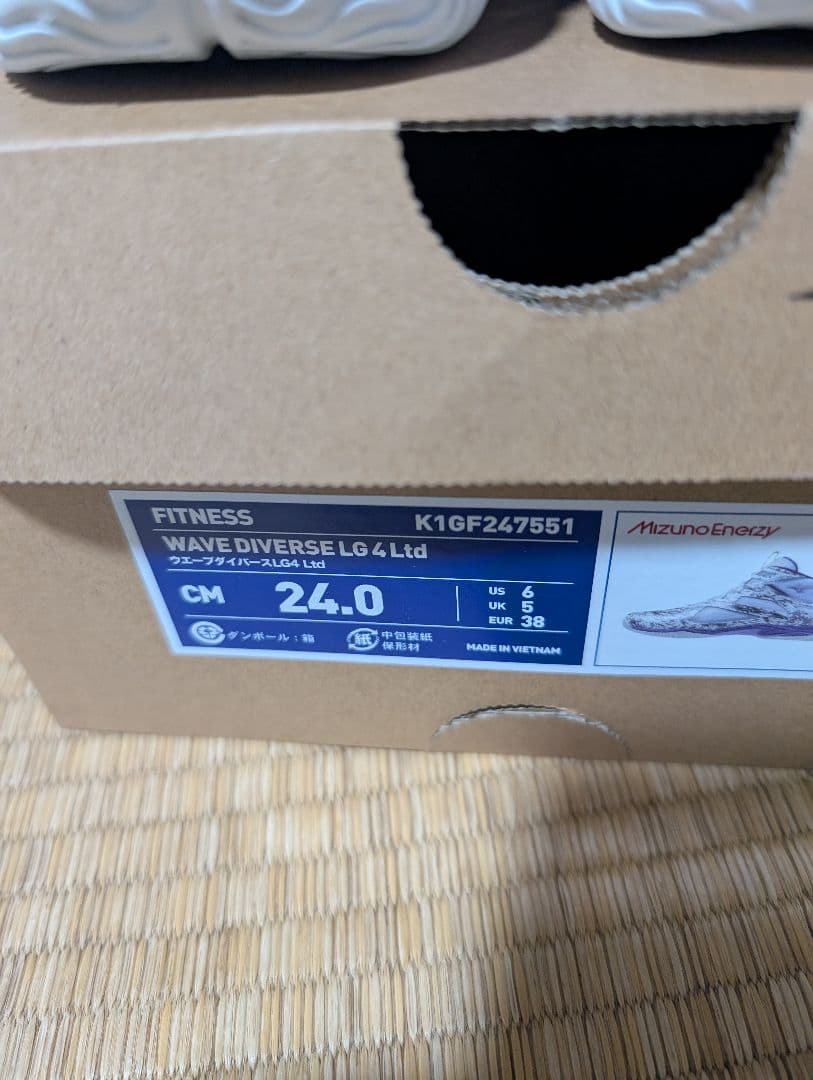 FITNESS K1GF247551
WAVE DIVERSE LG 4 Ltd
ウエーブダイバースLG4 Ltd
CM 24.0
US 6
UK 5
EUR 38
ダンボール：箱
紙 中包装紙
保形材
MADE IN VIETNAM
Mizuno Enerzy